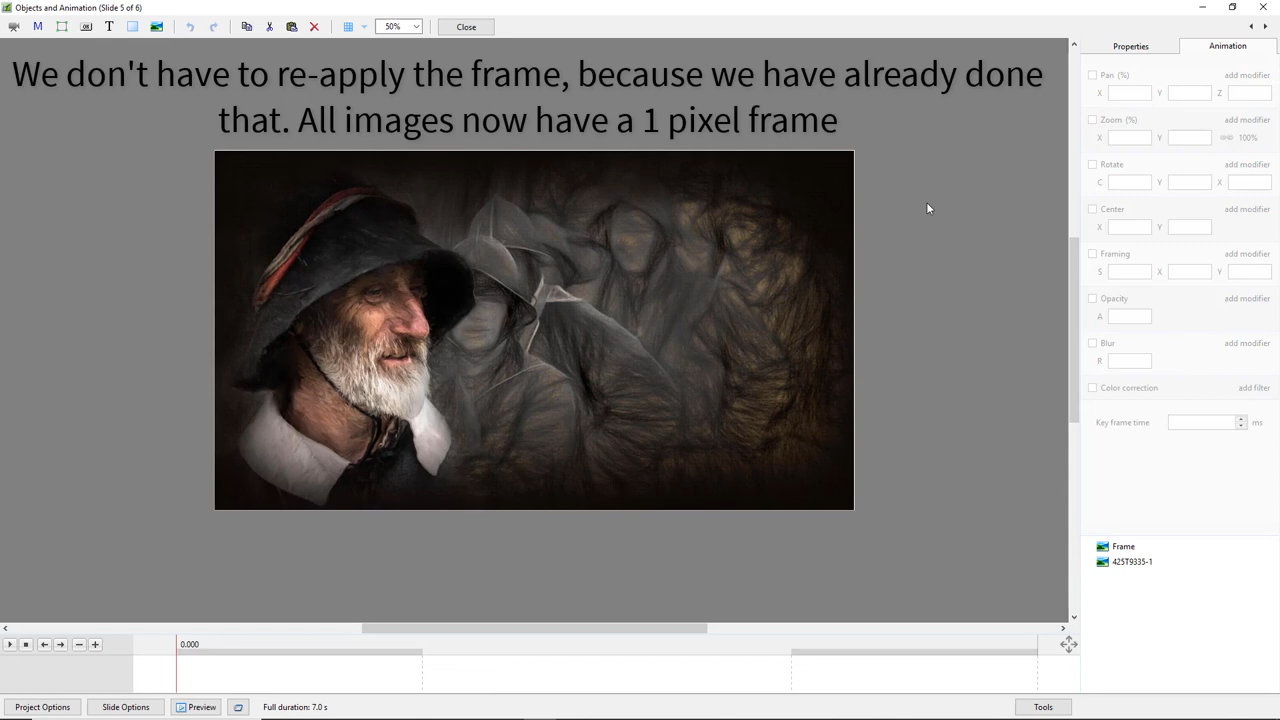 Objects and Animation (Slide 5 of 6)
M
OK
T
50%
Close
We don't have to re-apply the frame, because we have already done
that. All images now have a 1 pixel frame
Properties
Animation
Pan (%)
add modifier
X
Y
Z
Zoom (%)
add modifier
X
Y
100%
Rotate
add modifier
C
Y
X
Center
add modifier
X
Y
Framing
add modifier
S
X
Y
Opacity
add modifier
A
Blur
add modifier
R
Color correction
add filter
Key frame time
ms
Frame
425T9335-1
0.000
Project Options
Slide Options
Preview
Full duration: 7.0 s
Tools